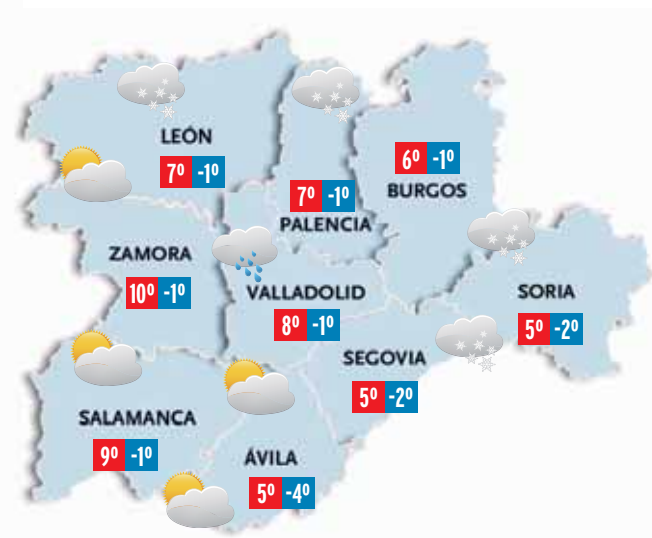 LEÓN
7º -1º
6º -1º
BURGOS
7º -1º
PALENCIA
ZAMORA
10º -1º
VALLADOLID
8º -1º
SORIA
5º -2º
SEGOVIA
5º -2º
SALAMANCA
9º -1º
ÁVILA
5º -4º